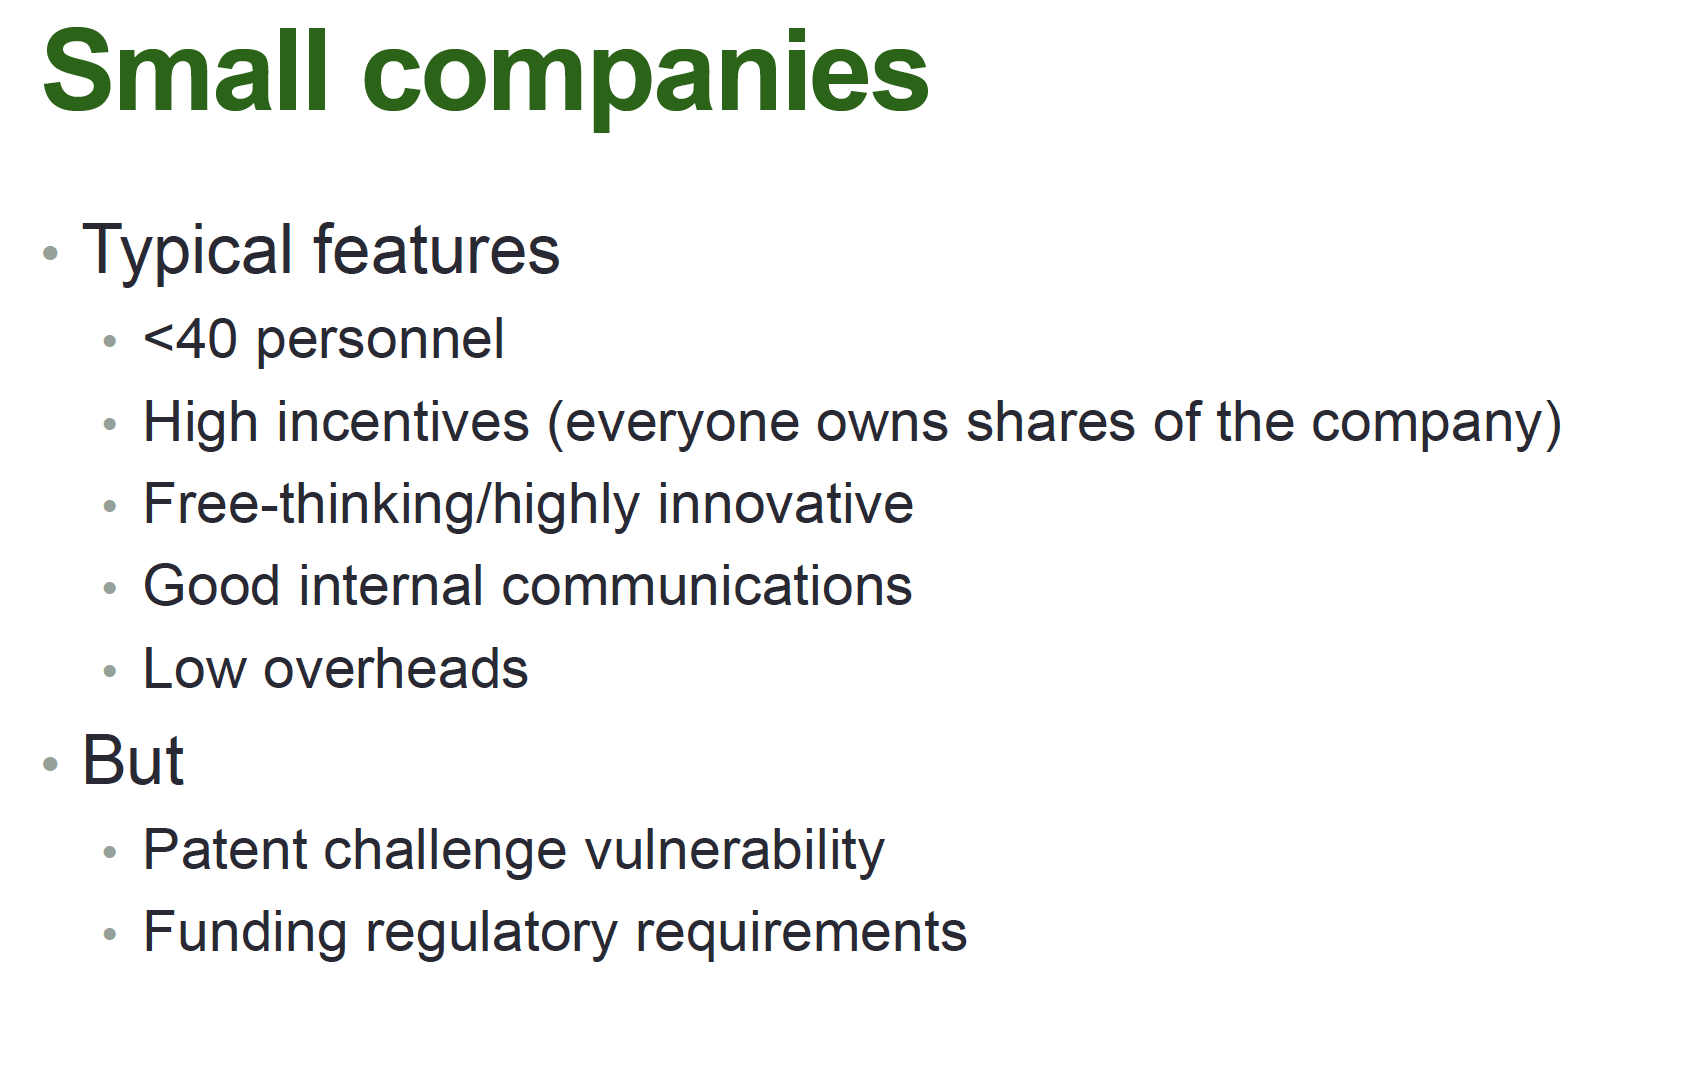 Small companies
• Typical features
• <40 personnel
• High incentives (everyone owns shares of the company)
• Free-thinking/highly innovative
• Good internal communications
• Low overheads
• But
• Patent challenge vulnerability
• Funding regulatory requirements